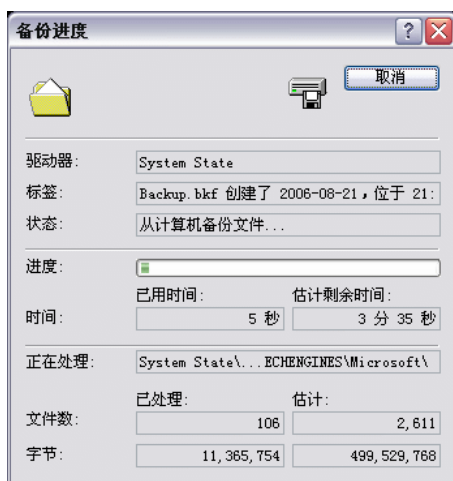 备份进度
取消
驱动器: System State
标签: Backup.bkf 创建了 2006-08-21，位于 21:
状态: 从计算机备份文件...
进度:
已用时间: 估计剩余时间:
时间: 5 秒 3 分 35 秒
正在处理: System State\...ECHENGINES\Microsoft\
已处理: 估计:
文件数: 106 2,611
字节: 11,365,754 499,529,768